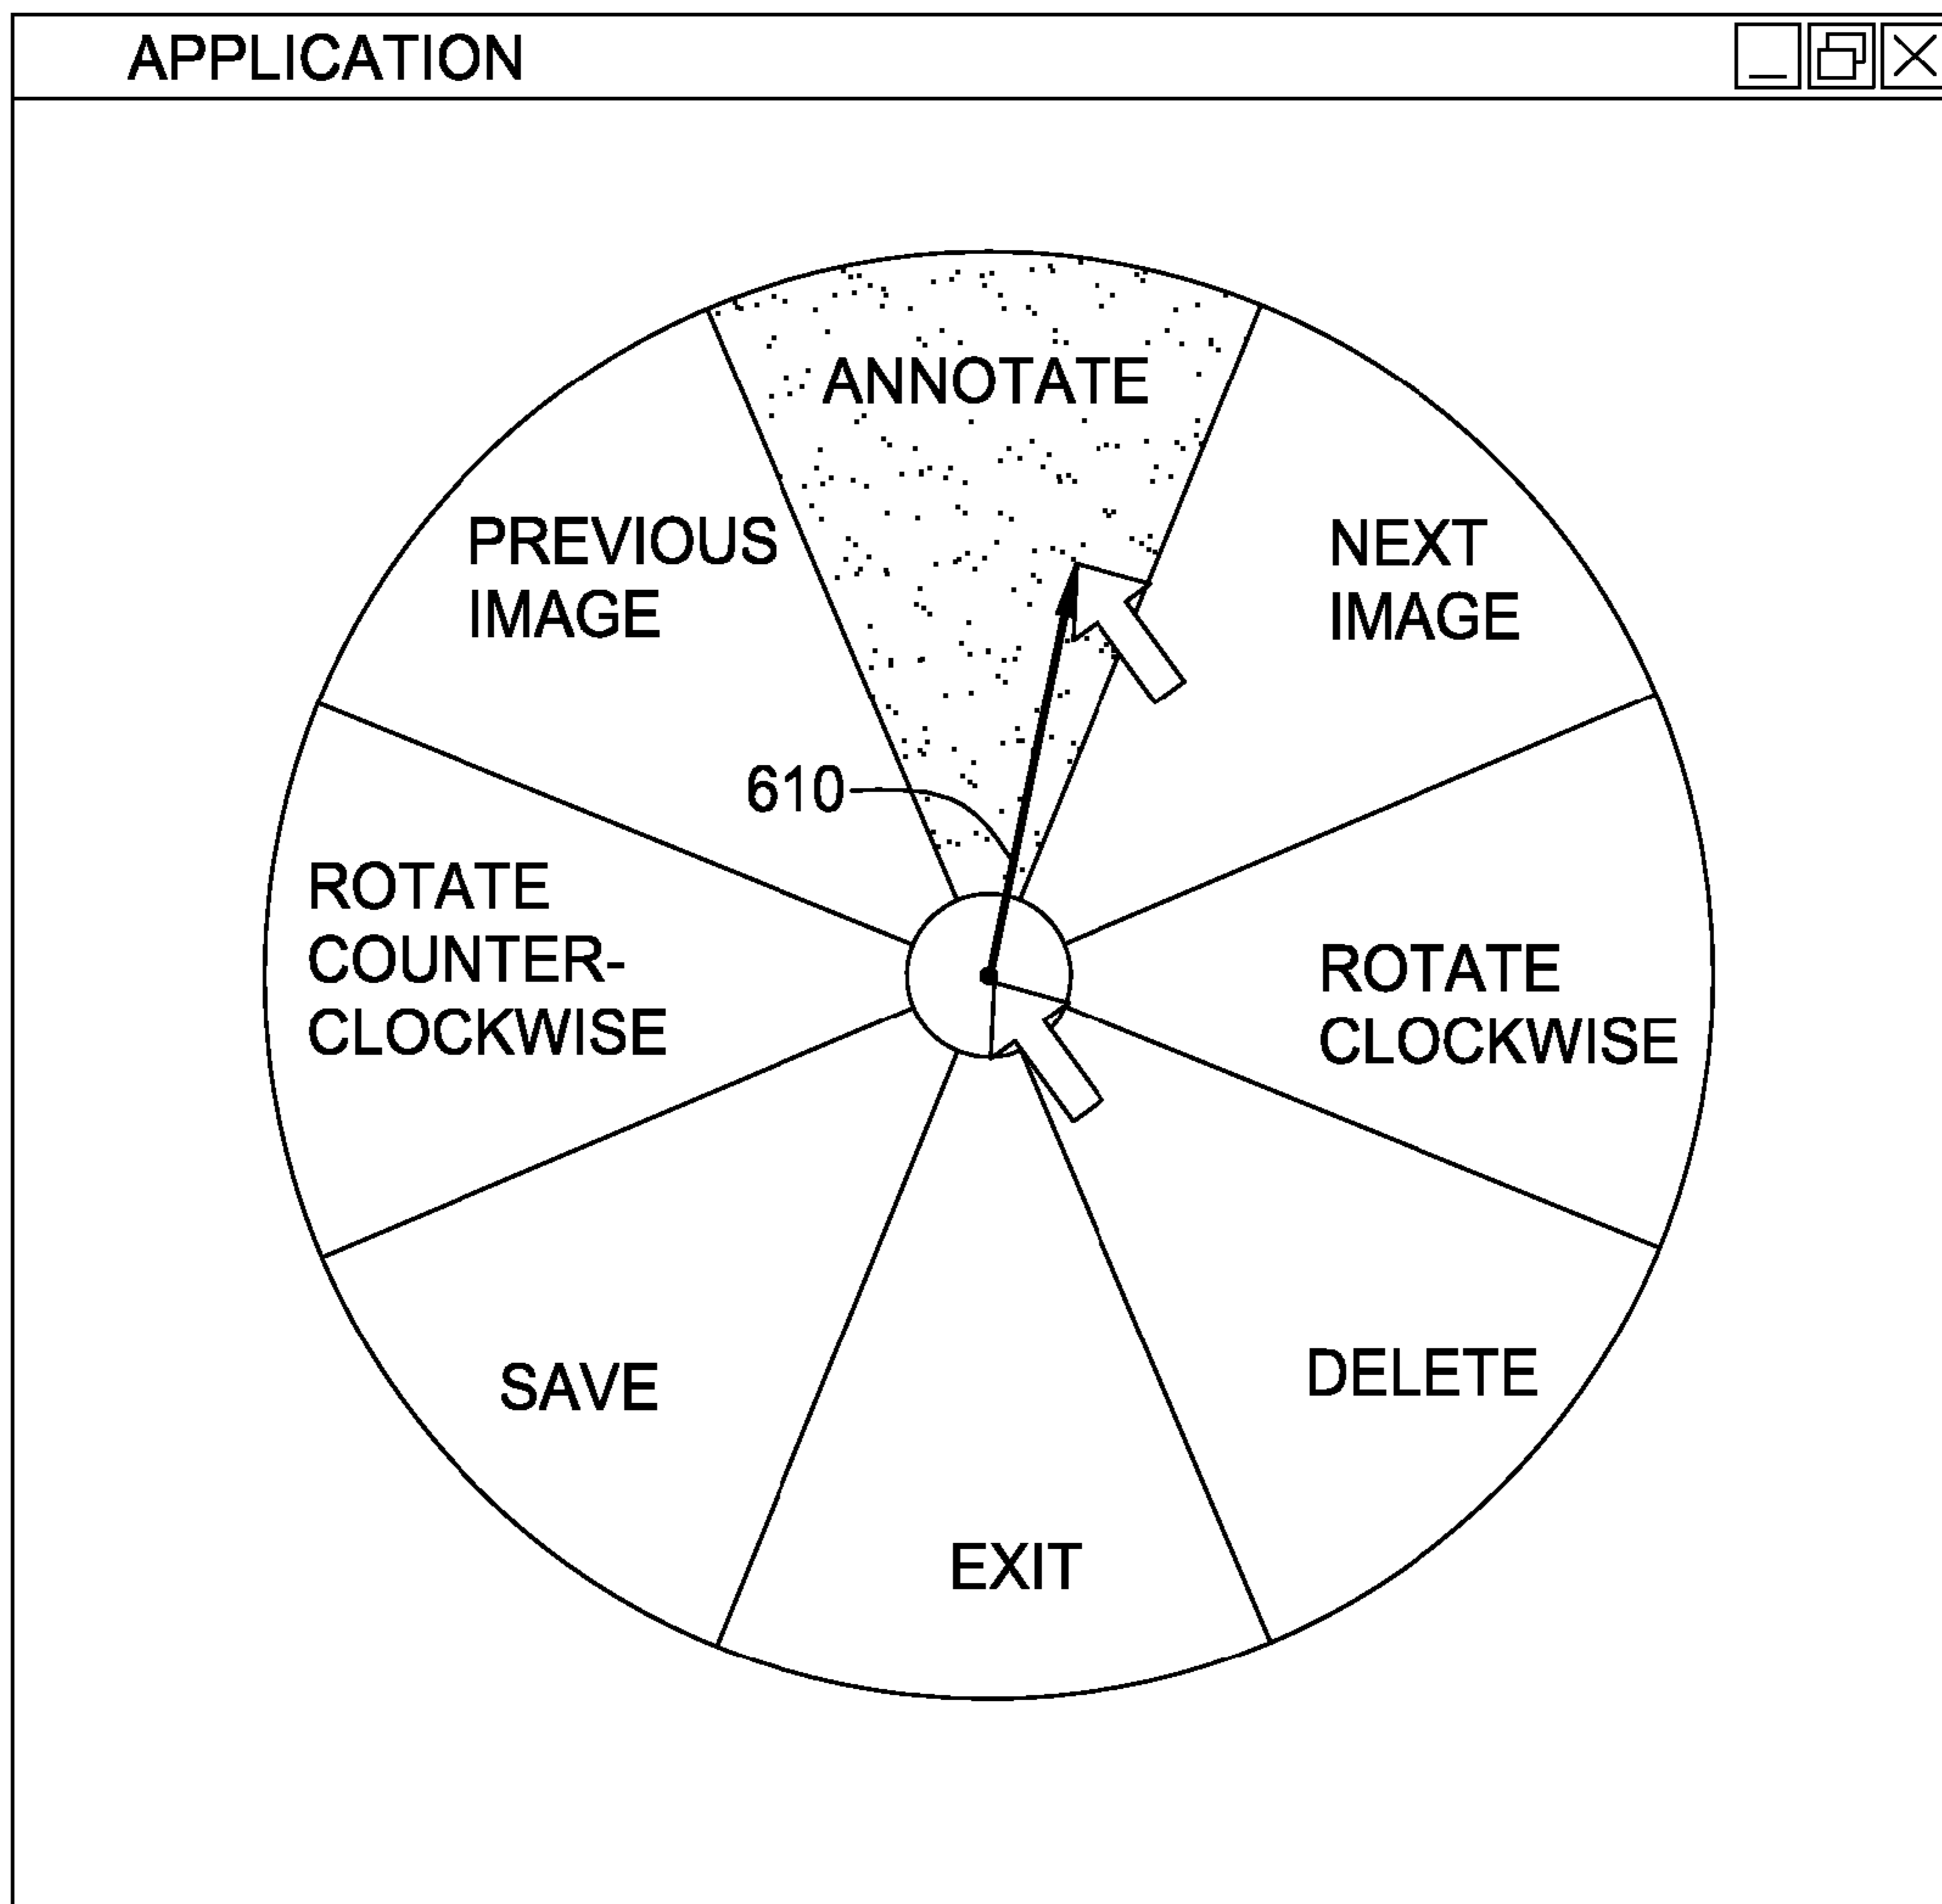 APPLICATION
ANNOTATE
PREVIOUS
IMAGE
NEXT
IMAGE
610
ROTATE
COUNTER-
CLOCKWISE
ROTATE
CLOCKWISE
SAVE
DELETE
EXIT